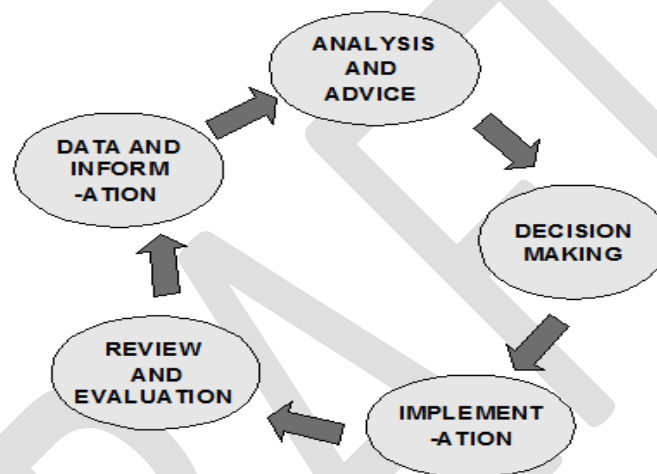 ANALYSIS
AND
ADVICE
DATA AND
INFORM
-ATION
DECISION
MAKING
REVIEW
AND
EVALUATION
IMPLEMENT
-ATION